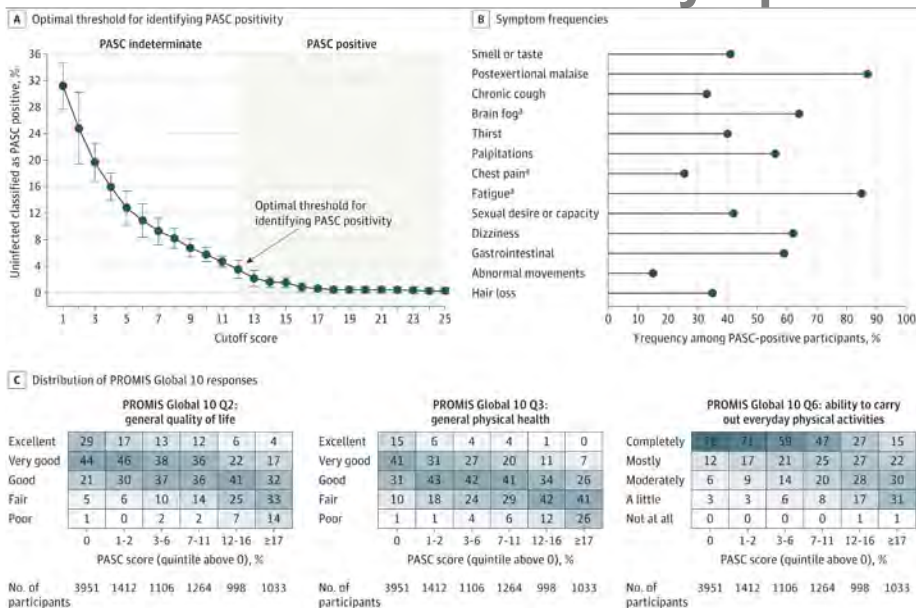 A Optimal threshold for identifying PASC positivity
PASC indeterminate PASC positive
Uninfected classified as PASC positive, %
36
32
28
24
20
16
12
8
4
0
Optimal threshold for
identifying PASC positivity
1 3 5 7 9 11 13 15 17 19 21 23 25
Cutoff score
B Symptom frequencies
Smell or taste
Postexertional malaise
Chronic cough
Brain fogᵃ
Thirst
Palpitations
Chest painᵃ
Fatigueᵃ
Sexual desire or capacity
Dizziness
Gastrointestinal
Abnormal movements
Hair loss
0 10 20 30 40 50 60 70 80 90 100
Frequency among PASC-positive participants, %
C Distribution of PROMIS Global 10 responses
PROMIS Global 10 Q2:
general quality of life
Excellent 29 17 13 12 6 4
Very good 44 46 38 36 22 17
Good 21 30 37 36 41 32
Fair 5 6 10 14 25 33
Poor 1 0 2 2 7 14
0 1-2 3-6 7-11 12-16 ≥17
PASC score (quintile above 0), %
No. of
participants 3951 1412 1106 1264 998 1033
PROMIS Global 10 Q3:
general physical health
Excellent 15 6 4 4 1 0
Very good 41 31 27 20 11 7
Good 31 43 42 41 34 26
Fair 10 18 24 29 42 41
Poor 1 1 4 6 12 26
0 1-2 3-6 7-11 12-16 ≥17
PASC score (quintile above 0), %
No. of
participants 3951 1412 1106 1264 998 1033
PROMIS Global 10 Q6: ability to carry
out everyday physical activities
Completely 71 59 47 27 15
Mostly 12 17 21 25 27 22
Moderately 6 9 14 20 28 30
A little 3 3 6 8 17 31
Not at all 0 0 0 0 1 1
0 1-2 3-6 7-11 12-16 ≥17
PASC score (quintile above 0), %
No. of
participants 3951 1412 1106 1264 998 1033